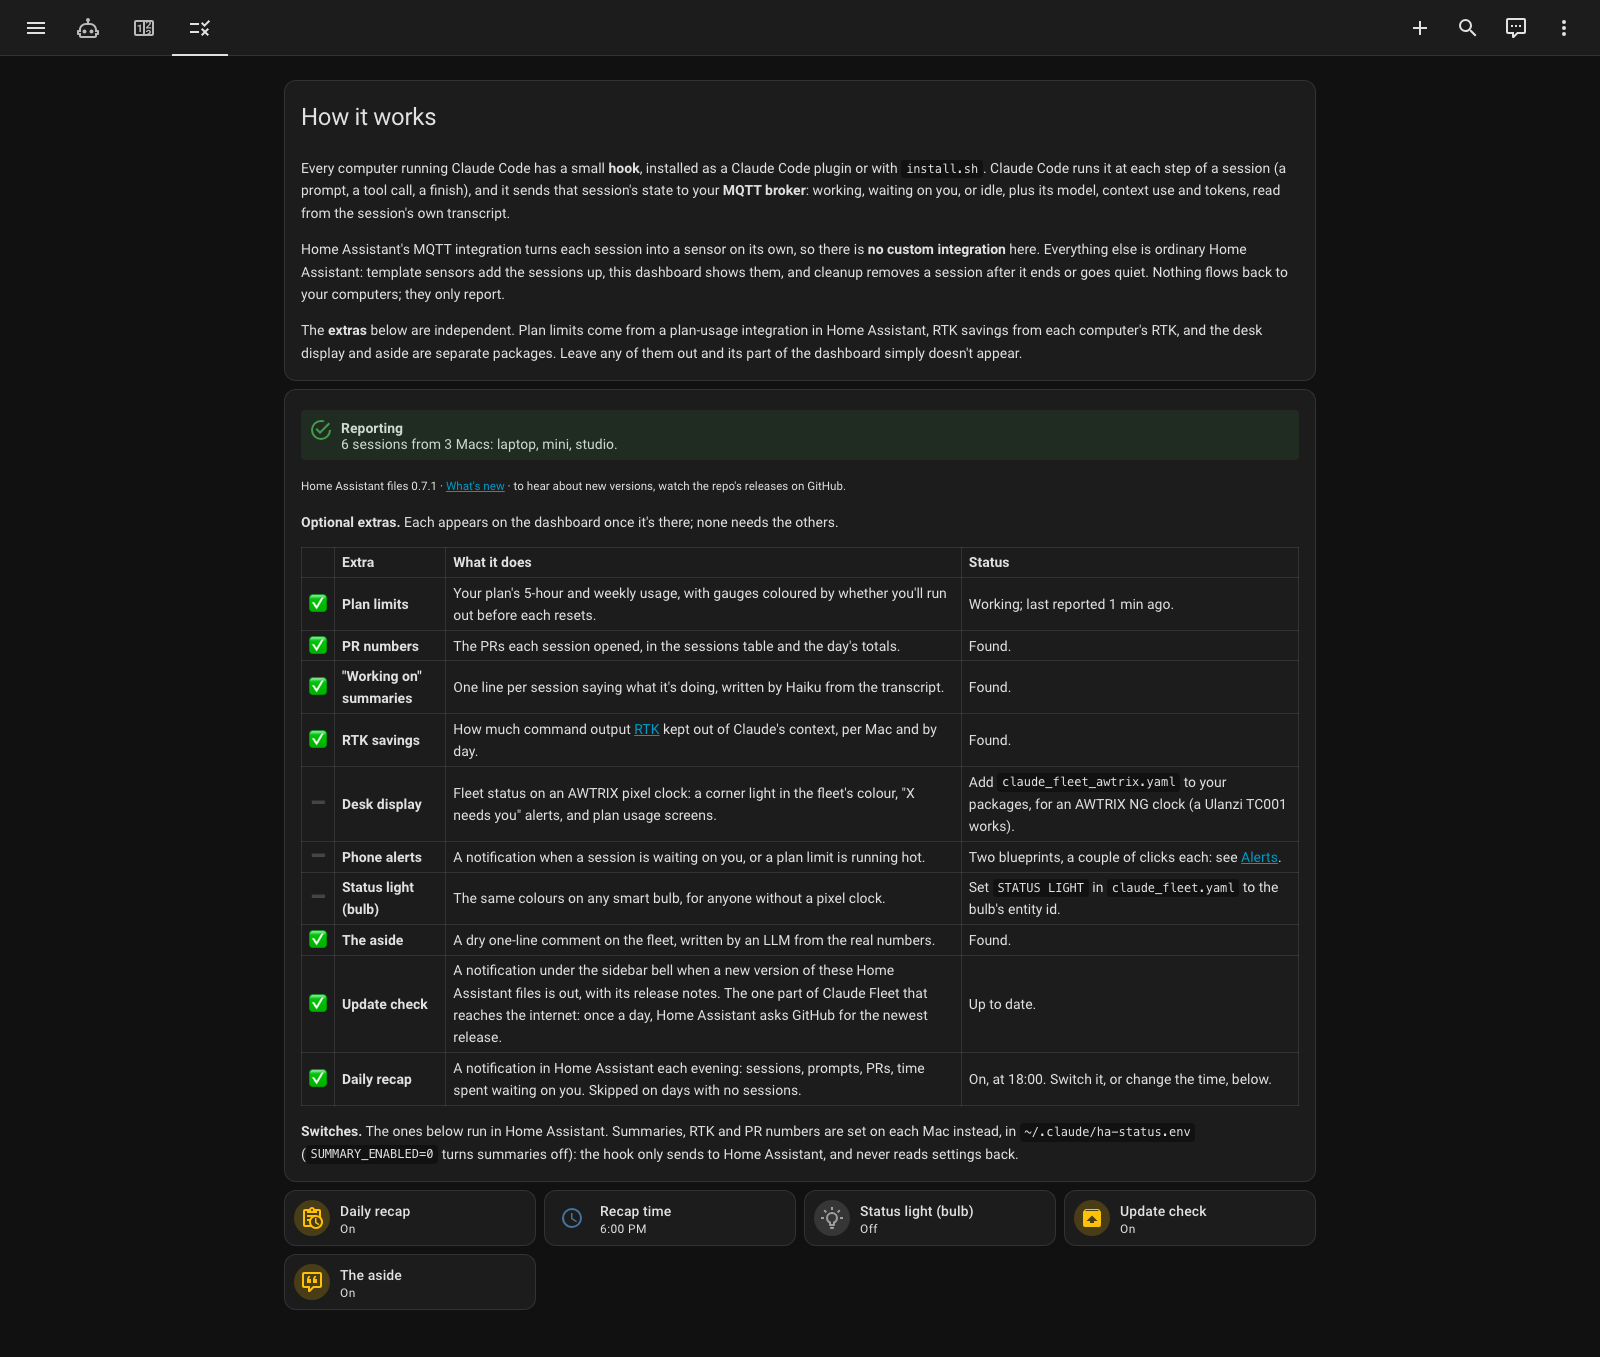 How it works
Every computer running Claude Code has a small hook, installed as a Claude Code plugin or with install.sh. Claude Code runs it at each step of a session (a
prompt, a tool call, a finish), and it sends that session's state to your MQTT broker: working, waiting on you, or idle, plus its model, context use and tokens, read
from the session's own transcript.
Home Assistant's MQTT integration turns each session into a sensor on its own, so there is no custom integration here. Everything else is ordinary Home
Assistant: template sensors add the sessions up, this dashboard shows them, and cleanup removes a session after it ends or goes quiet. Nothing flows back to
your computers; they only report.
The extras below are independent. Plan limits come from a plan-usage integration in Home Assistant, RTK savings from each computer's RTK, and the desk
display and aside are separate packages. Leave any of them out and its part of the dashboard simply doesn't appear.
Reporting
6 sessions from 3 Macs: laptop, mini, studio.
Home Assistant files 0.7.1 · What's new · to hear about new versions, watch the repo's releases on GitHub.
Optional extras. Each appears on the dashboard once it's there; none needs the others.
Extra What it does Status
Plan limits
Your plan's 5-hour and weekly usage, with gauges coloured by whether you'll run
out before each resets.
Working; last reported 1 min ago.
PR numbers The PRs each session opened, in the sessions table and the day's totals. Found.
"Working on"
summaries
One line per session saying what it's doing, written by Haiku from the transcript.
Found.
RTK savings
How much command output RTK kept out of Claude's context, per Mac and by
day.
Found.
Desk display
Fleet status on an AWTRIX pixel clock: a corner light in the fleet's colour, "X
needs you" alerts, and plan usage screens.
Add claude_fleet_awtrix.yaml to your
packages, for an AWTRIX NG clock (a Ulanzi TC001
works).
Phone alerts A notification when a session is waiting on you, or a plan limit is running hot. Two blueprints, a couple of clicks each: see Alerts.
Status light
(bulb)
The same colours on any smart bulb, for anyone without a pixel clock.
Set STATUS LIGHT in claude_fleet.yaml to the
bulb's entity id.
The aside A dry one-line comment on the fleet, written by an LLM from the real numbers. Found.
Update check
A notification under the sidebar bell when a new version of these Home
Assistant files is out, with its release notes. The one part of Claude Fleet that
reaches the internet: once a day, Home Assistant asks GitHub for the newest
release.
Up to date.
Daily recap
A notification in Home Assistant each evening: sessions, prompts, PRs, time
spent waiting on you. Skipped on days with no sessions.
On, at 18:00. Switch it, or change the time, below.
Switches. The ones below run in Home Assistant. Summaries, RTK and PR numbers are set on each Mac instead, in ~/.claude/ha-status.env
(SUMMARY_ENABLED=0 turns summaries off): the hook only sends to Home Assistant, and never reads settings back.
Daily recap
On
Recap time
6:00 PM
Status light (bulb)
Off
Update check
On
The aside
On